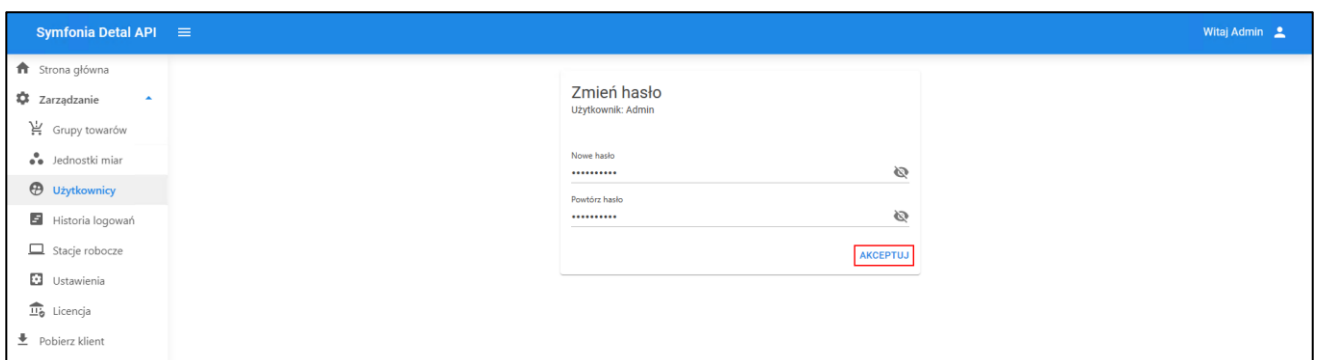 Symfonia Detal API
Witaj Admin
Strona główna
Zarządzanie
Grupy towarów
Jednostki miar
Użytkownicy
Historia logowań
Stacje robocze
Ustawienia
Licencja
Pobierz klient
Zmień hasło
Użytkownik: Admin
Nowe hasło
••••••••••
Powtórz hasło
••••••••••
AKCEPTUJ